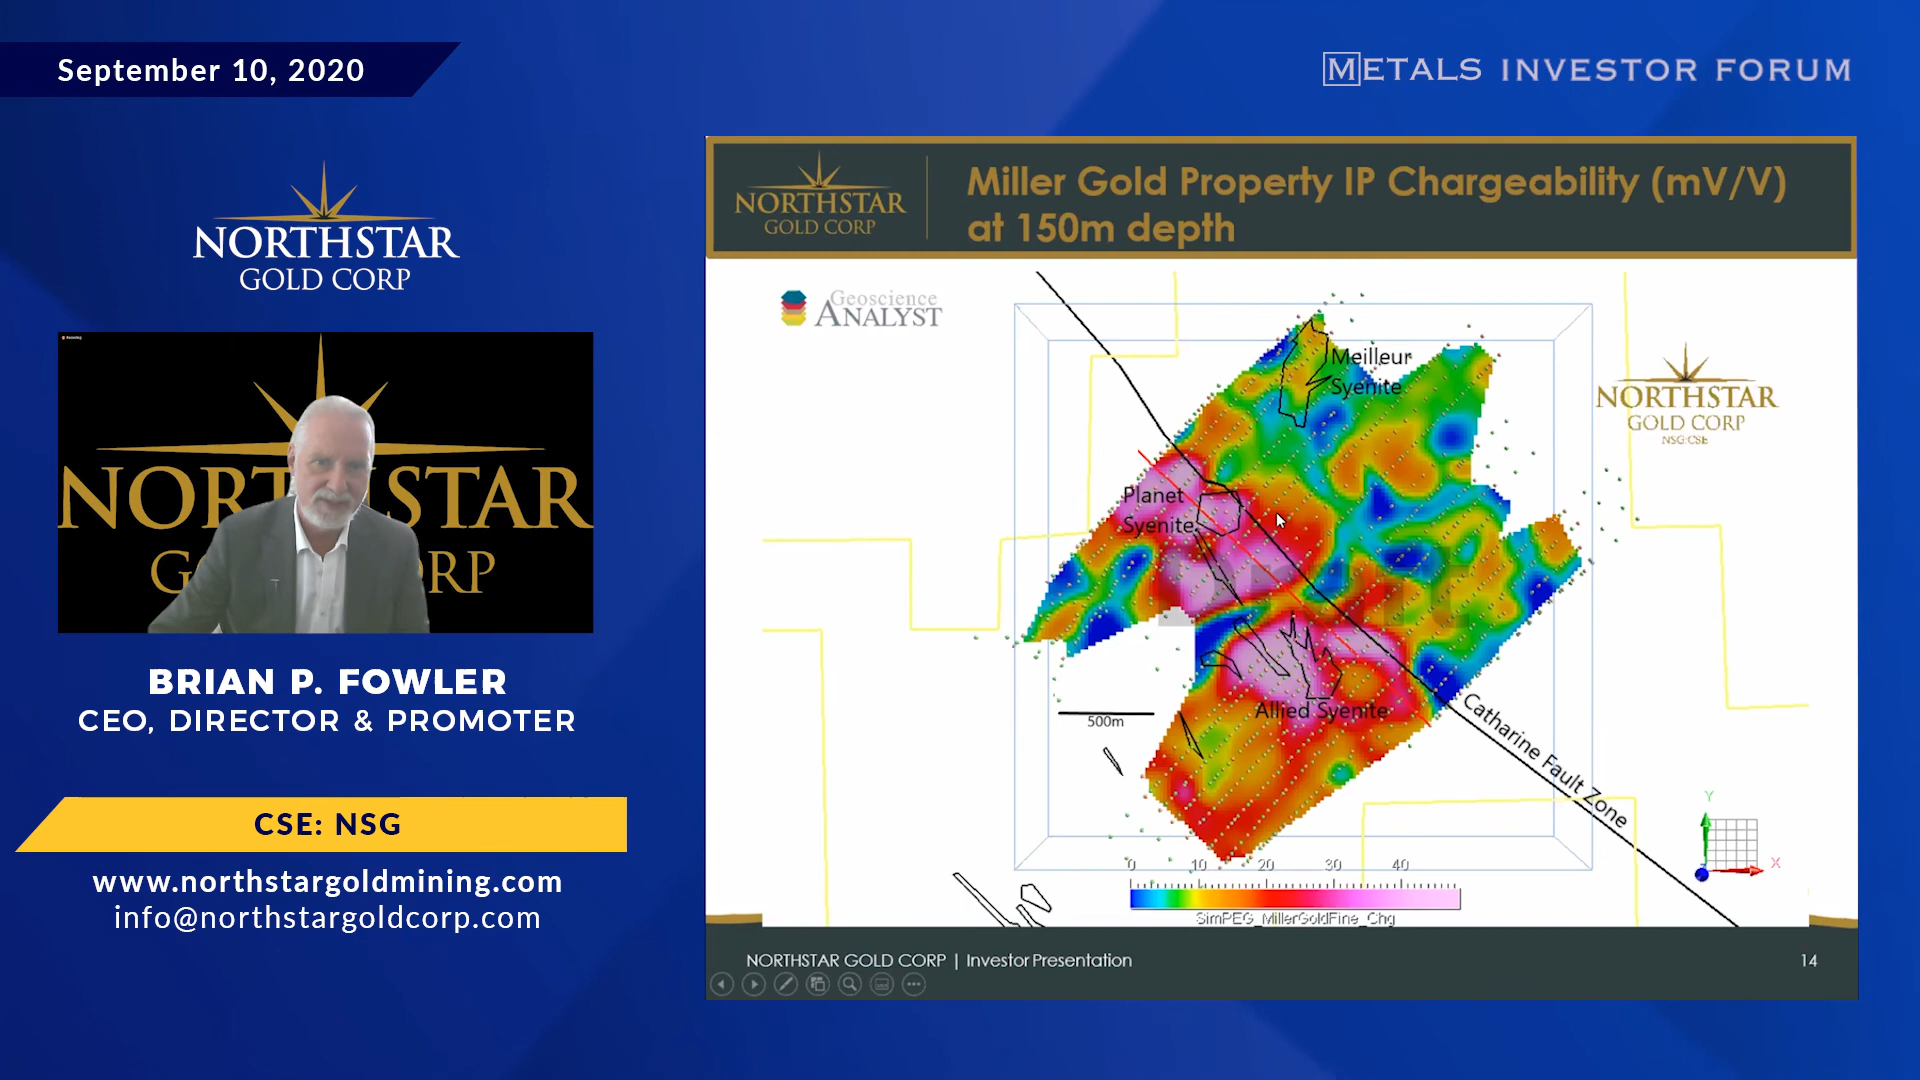 September 10, 2020
METALS INVESTOR FORUM
NORTHSTAR
GOLD CORP
BRIAN P. FOWLER
CEO, DIRECTOR & PROMOTER
CSE: NSG
www.northstargoldmining.com
info@northstargoldcorp.com
NORTHSTAR
GOLD CORP
Miller Gold Property IP Chargeability (mV/V)
at 150m depth
Geoscience
ANALYST
Meilleur
Syenite
NORTHSTAR
GOLD CORP
NSG:CSE
Planet
Syenite
Allied Syenite
500m
Catharine Fault Zone
Y
X
0 10 20 30 40
SimPEG_MillerGoldFine_Chg
NORTHSTAR GOLD CORP | Investor Presentation
14